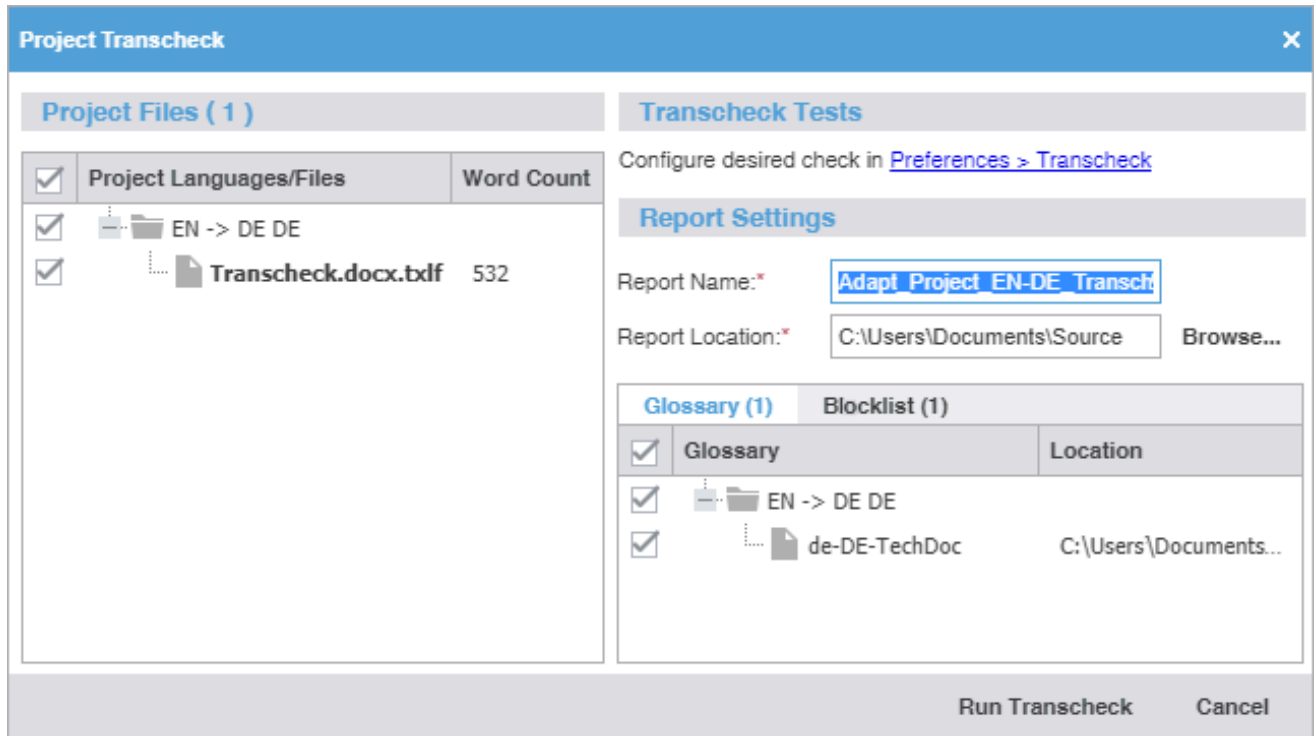 Project Transcheck
Project Files ( 1 )
Project Languages/Files Word Count
EN -> DE DE
Transcheck.docx.txlf 532
Transcheck Tests
Configure desired check in Preferences > Transcheck
Report Settings
Report Name:* Adapt_Project_EN-DE_Transch
Report Location:* C:\Users\Documents\Source Browse...
Glossary (1) Blocklist (1)
Glossary Location
EN -> DE DE
de-DE-TechDoc C:\Users\Documents...
Run Transcheck Cancel